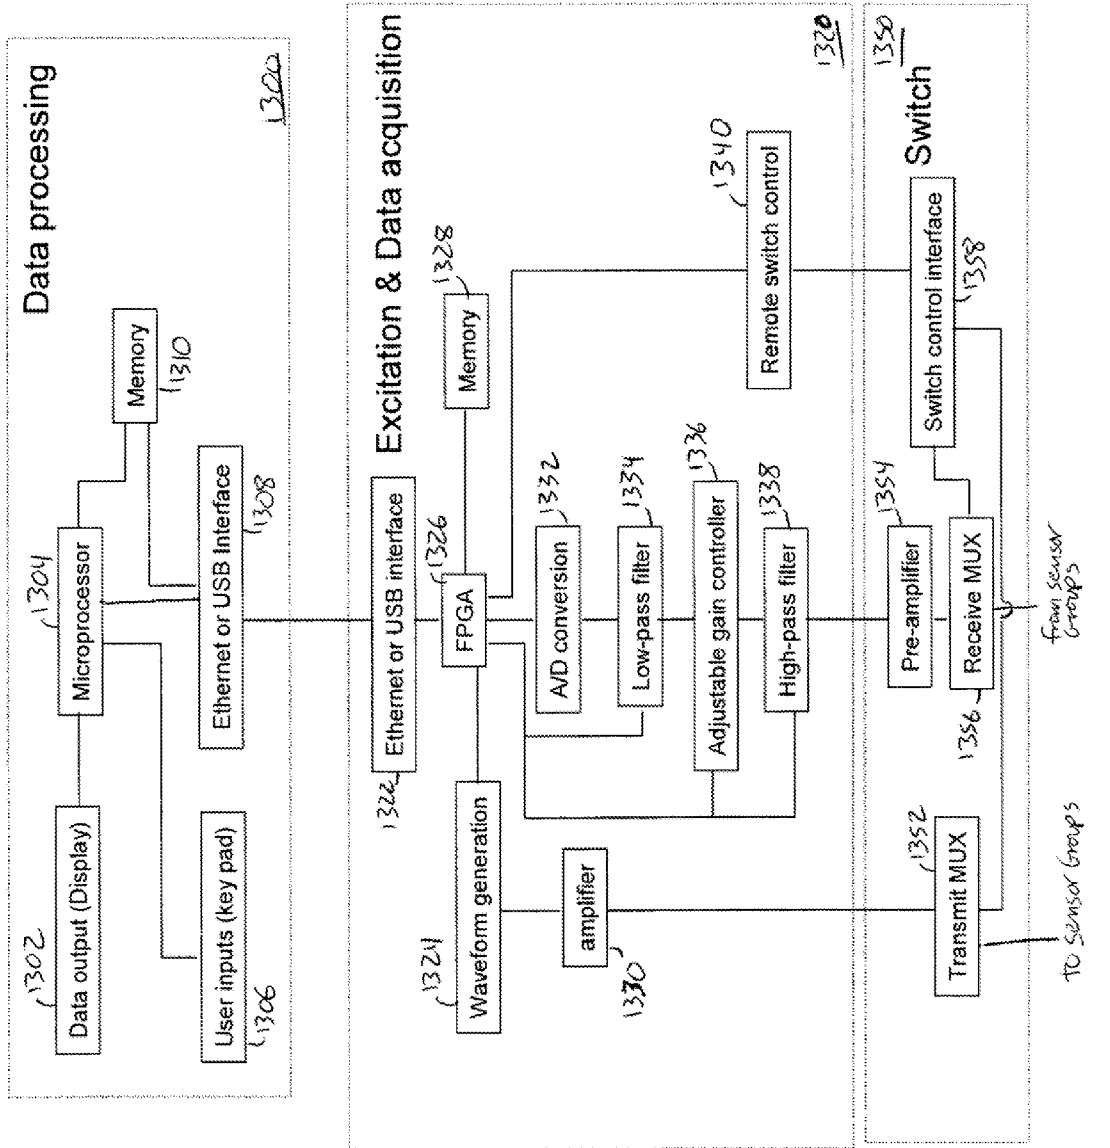 Data processing
1300
1302
Data output (Display)
1304
Microprocessor
Memory
1310
User inputs (key pad)
1306
Ethernet or USB Interface
1308
Excitation & Data acquisition
1320
1322
Ethernet or USB interface
1324
Waveform generation
FPGA
1326
Memory
1328
amplifier
1330
A/D conversion
1332
Low-pass filter
1334
Adjustable gain controller
1336
High-pass filter
1338
Remote switch control
1340
Switch
1350
Transmit MUX
1352
Pre-amplifier
1354
Receive MUX
1356
Switch control interface
1358
TO Sensor Groups
from sensor
Groups